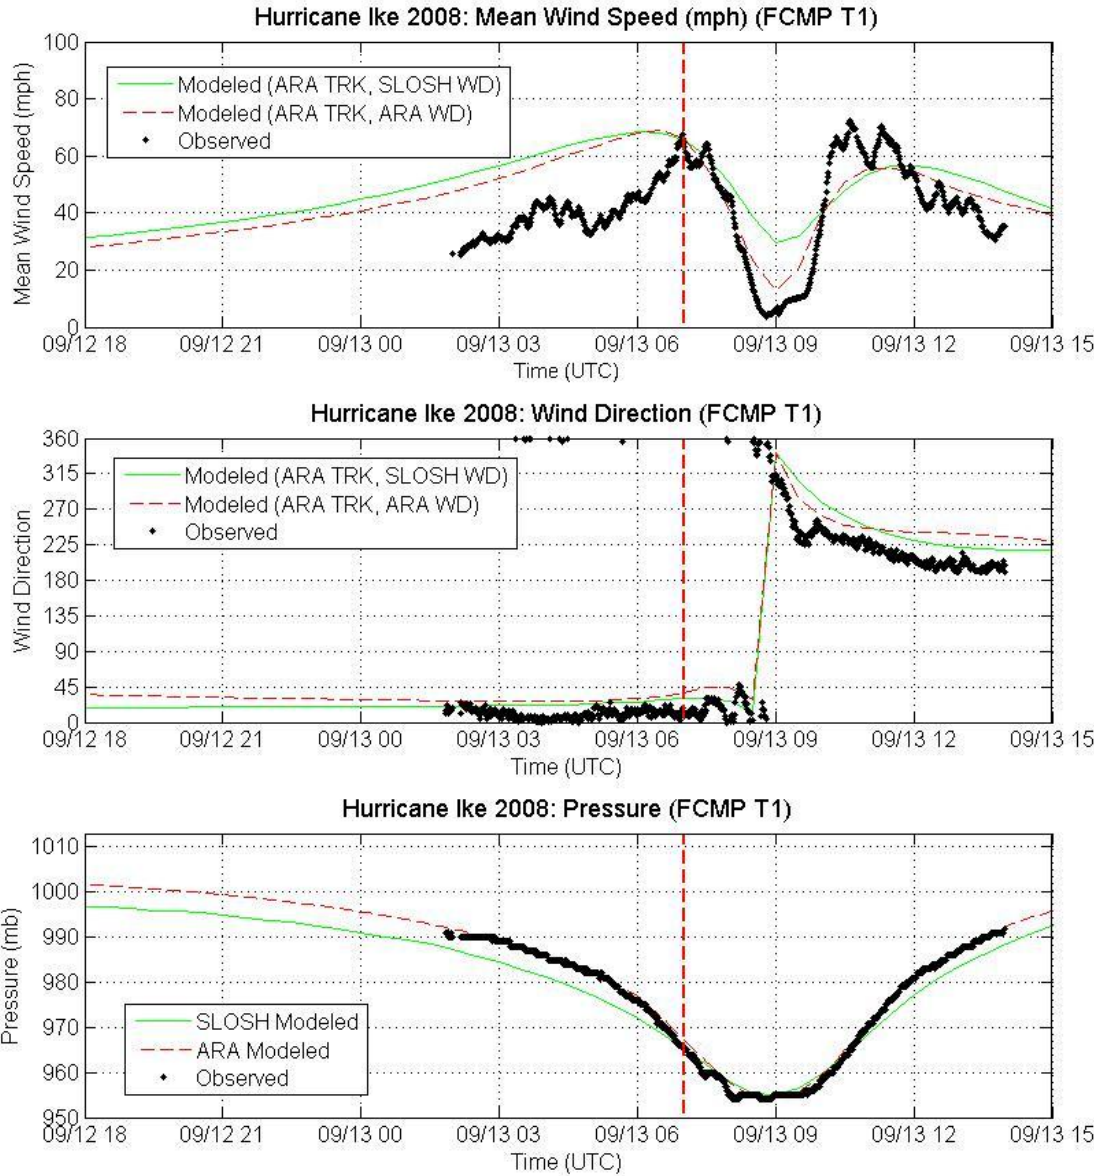 Hurricane Ike 2008: Mean Wind Speed (mph) (FCMP T1)
100
80
60
40
20
0
Mean Wind Speed (mph)
Modeled (ARA TRK, SLOSH WD)
Modeled (ARA TRK, ARA WD)
Observed
09/12 18 09/12 21 09/13 00 09/13 03 09/13 06 09/13 09 09/13 12 09/13 15
Time (UTC)
Hurricane Ike 2008: Wind Direction (FCMP T1)
360
315
270
225
180
135
90
45
0
Wind Direction
Modeled (ARA TRK, SLOSH WD)
Modeled (ARA TRK, ARA WD)
Observed
09/12 18 09/12 21 09/13 00 09/13 03 09/13 06 09/13 09 09/13 12 09/13 15
Time (UTC)
Hurricane Ike 2008: Pressure (FCMP T1)
1010
1000
990
980
970
960
950
Pressure (mb)
SLOSH Modeled
ARA Modeled
Observed
09/12 18 09/12 21 09/13 00 09/13 03 09/13 06 09/13 09 09/13 12 09/13 15
Time (UTC)